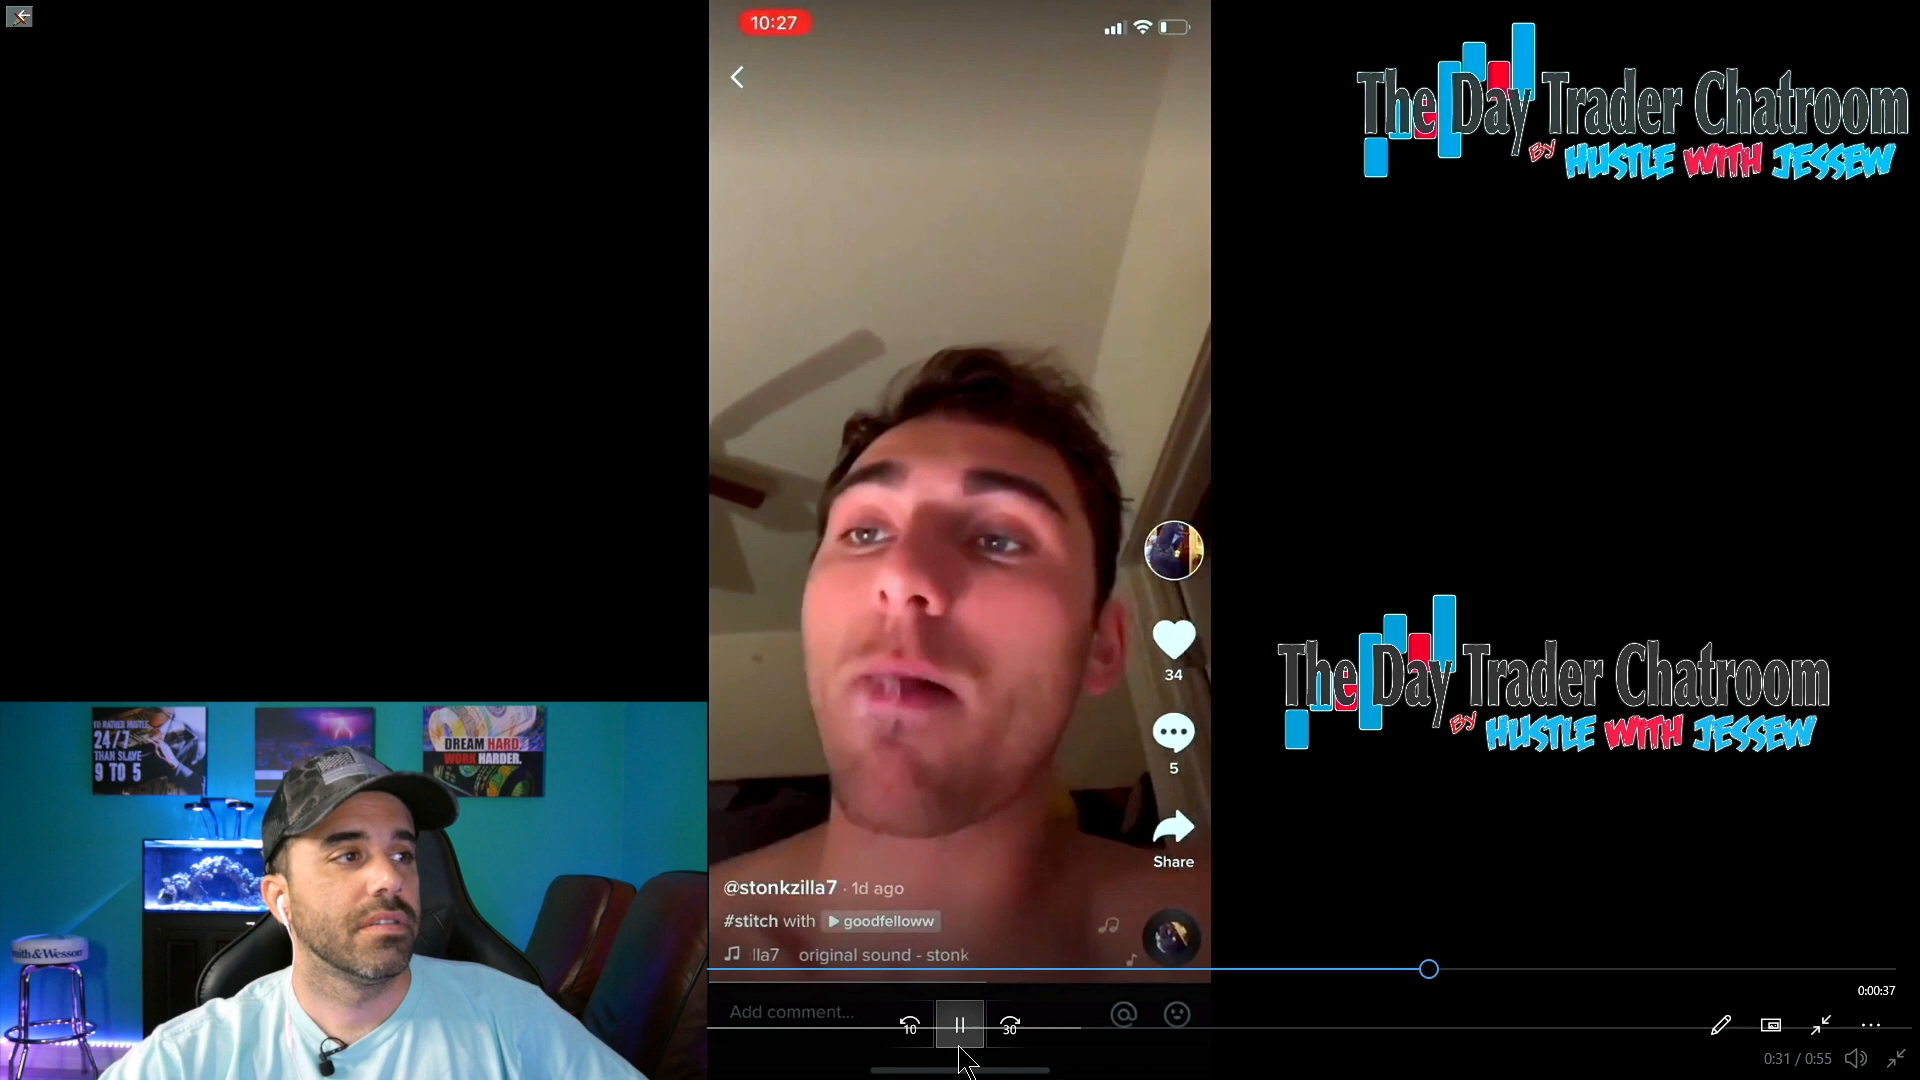 10:27
The Day Trader Chatroom
BY HUSTLE WITH JESSEW
34
The Day Trader Chatroom
BY HUSTLE WITH JESSEW
24/7
THAN SLAVE
9 TO 5
DREAM HARD.
WORK HARDER.
5
Share
@stonkzilla7 · 1d ago
#stitch with goodfelloww
lla7 original sound - stonk
mith & Wesson
0:00:37
Add comment...
10
30
0:31 / 0:55